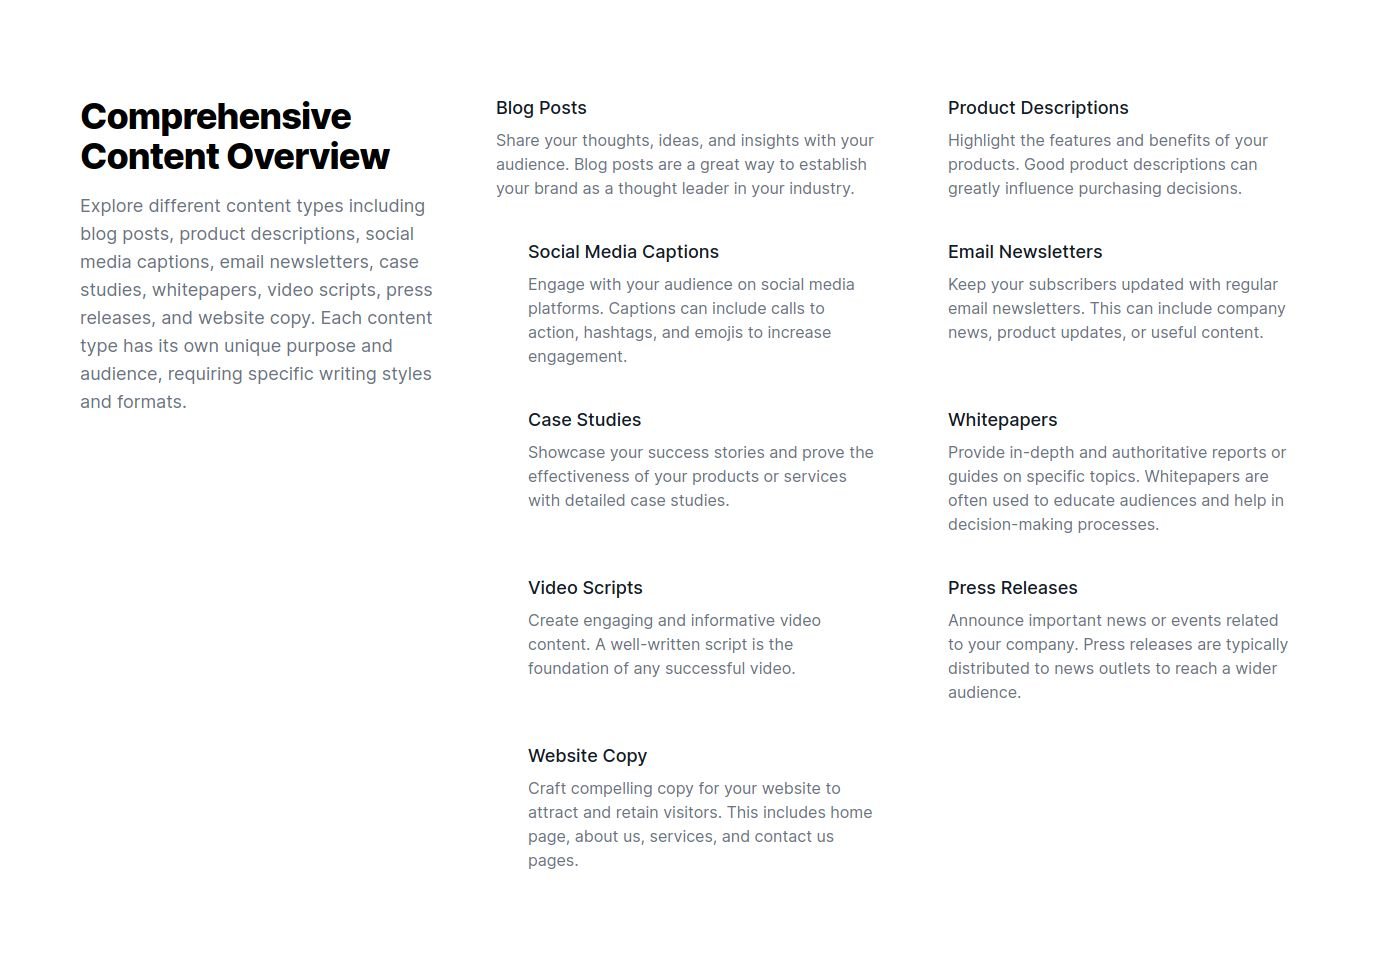 Comprehensive
Content Overview
Explore different content types including
blog posts, product descriptions, social
media captions, email newsletters, case
studies, whitepapers, video scripts, press
releases, and website copy. Each content
type has its own unique purpose and
audience, requiring specific writing styles
and formats.
Blog Posts
Share your thoughts, ideas, and insights with your
audience. Blog posts are a great way to establish
your brand as a thought leader in your industry.
Product Descriptions
Highlight the features and benefits of your
products. Good product descriptions can
greatly influence purchasing decisions.
Social Media Captions
Engage with your audience on social media
platforms. Captions can include calls to
action, hashtags, and emojis to increase
engagement.
Email Newsletters
Keep your subscribers updated with regular
email newsletters. This can include company
news, product updates, or useful content.
Case Studies
Showcase your success stories and prove the
effectiveness of your products or services
with detailed case studies.
Whitepapers
Provide in-depth and authoritative reports or
guides on specific topics. Whitepapers are
often used to educate audiences and help in
decision-making processes.
Video Scripts
Create engaging and informative video
content. A well-written script is the
foundation of any successful video.
Press Releases
Announce important news or events related
to your company. Press releases are typically
distributed to news outlets to reach a wider
audience.
Website Copy
Craft compelling copy for your website to
attract and retain visitors. This includes home
page, about us, services, and contact us
pages.